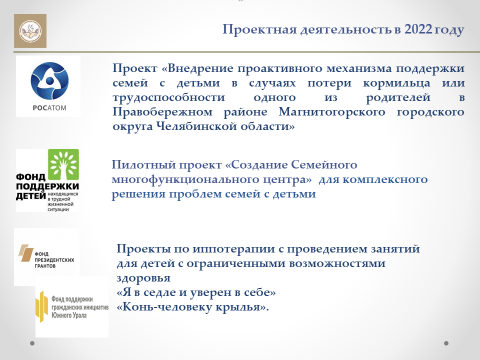 Проектная деятельность в 2022 году
РОСАТОМ
Проект «Внедрение проактивного механизма поддержки
семей с детьми в случаях потери кормильца или
трудоспособности одного из родителей в
Правобережном районе Магнитогорского городского
округа Челябинской области»
ФОНД
ПОДДЕРЖКИ
ДЕТЕЙ
находящихся
в трудной
жизненной
ситуации
Пилотный проект «Создание Семейного
многофункционального центра» для комплексного
решения проблем семей с детьми
ФОНД
ПРЕЗИДЕНТСКИХ
ГРАНТОВ
Фонд поддержки
гражданских инициатив
Южного Урала
Проекты по иппотерапии с проведением занятий
для детей с ограниченными возможностями
здоровья
«Я в седле и уверен в себе»
«Конь-человеку крылья».